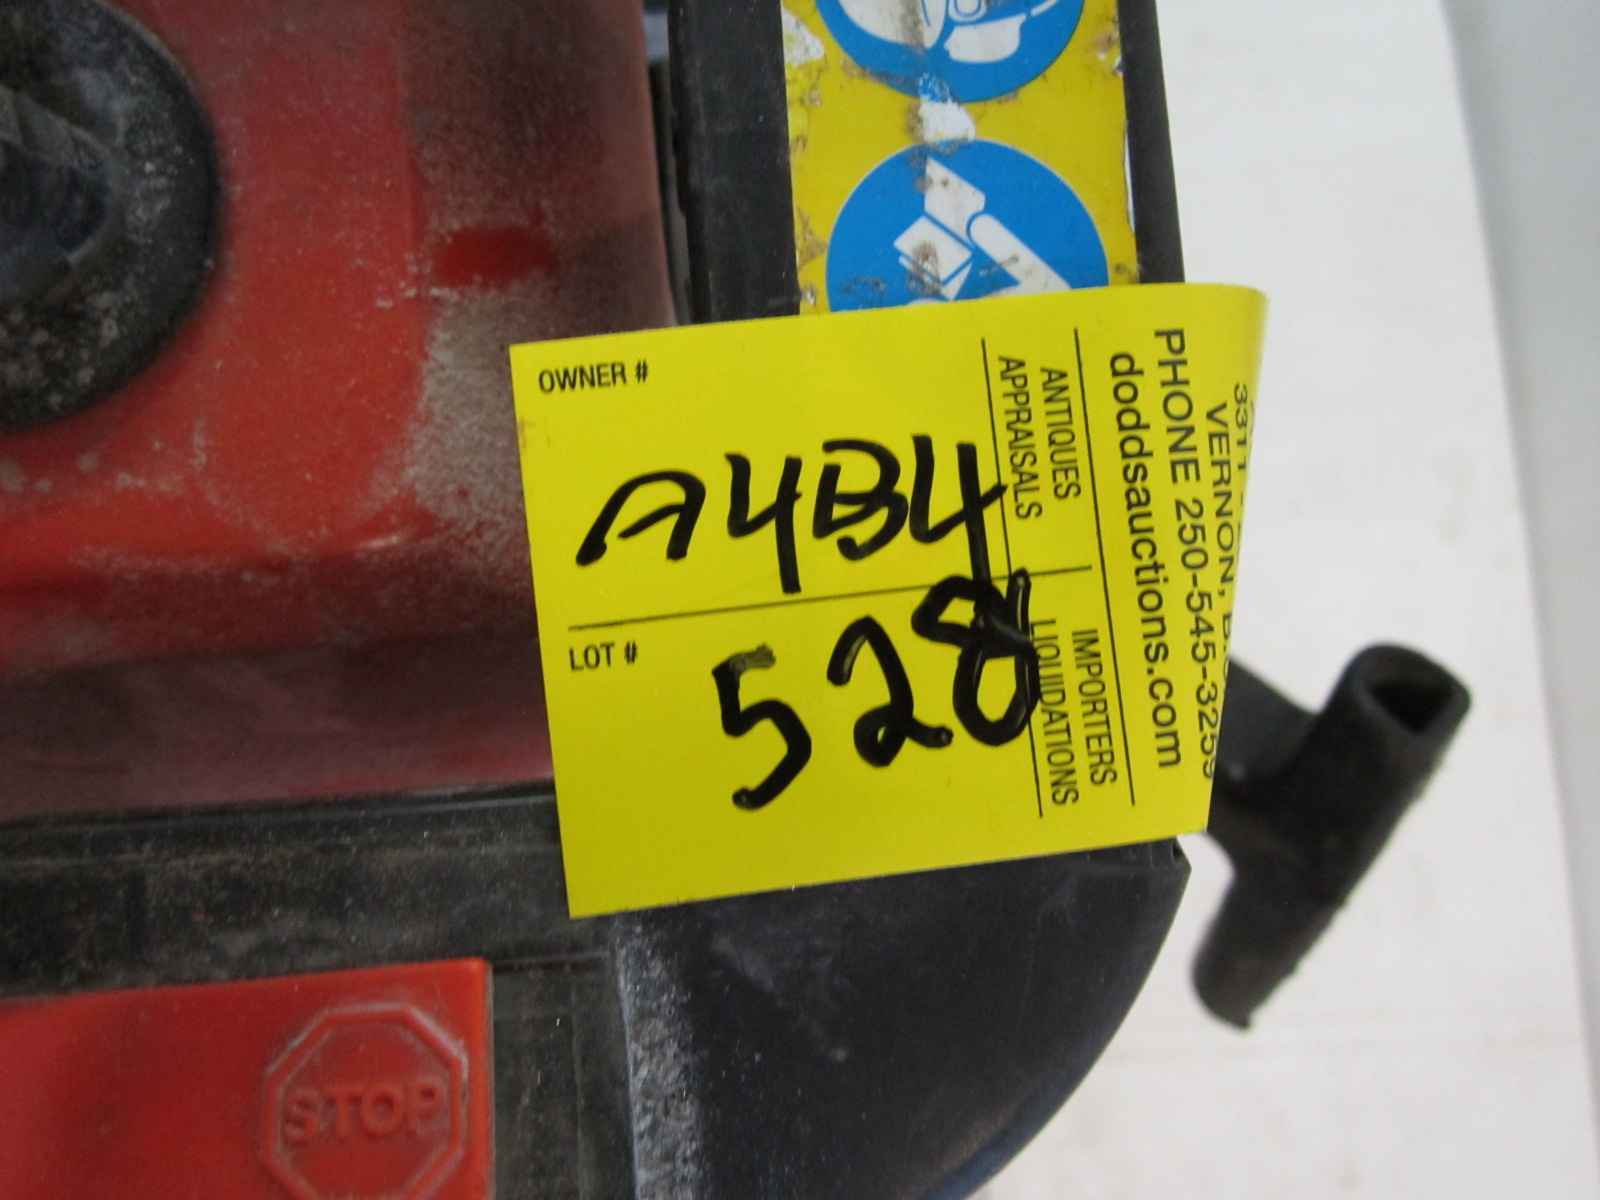 OWNER #
A4B4
LOT #
528
ANTIQUES
APPRAISALS
IMPORTERS
LIQUIDATIONS
VERNON,
PHONE 250-545-3259
doddsauctions.com
STOP